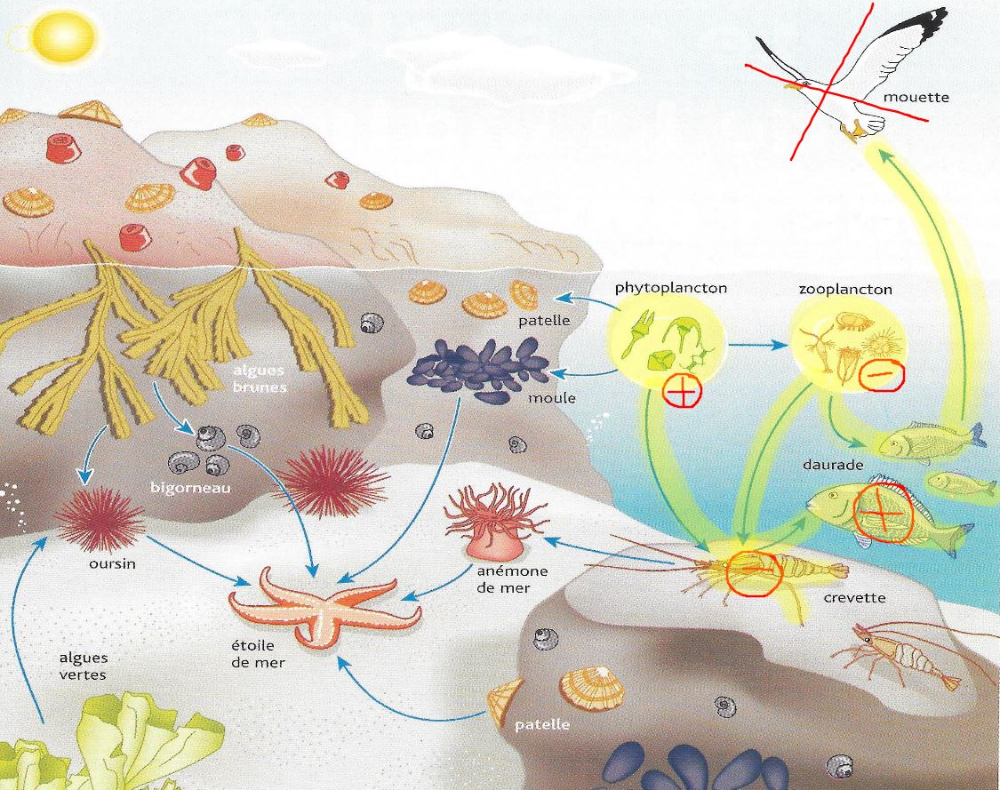 mouette
phytoplancton
zooplancton
patelle
algues
brunes
moule
+
−
daurade
bigorneau
+
oursin
anémone
de mer
−
crevette
étoile
de mer
algues
vertes
patelle